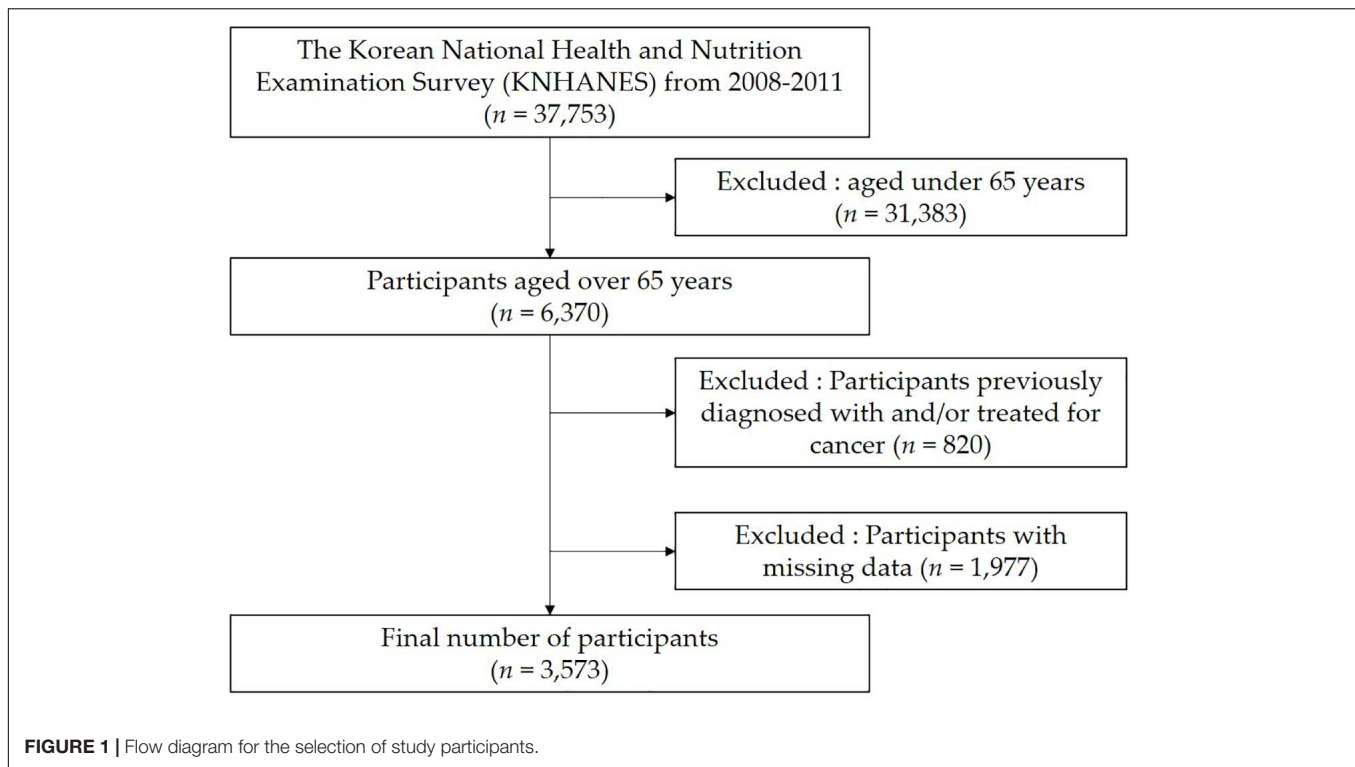 The Korean National Health and Nutrition
Examination Survey (KNHANES) from 2008-2011
(n = 37,753)
Excluded : aged under 65 years
(n = 31,383)
Participants aged over 65 years
(n = 6,370)
Excluded : Participants previously
diagnosed with and/or treated for
cancer (n = 820)
Excluded : Participants with
missing data (n = 1,977)
Final number of participants
(n = 3,573)
FIGURE 1 | Flow diagram for the selection of study participants.